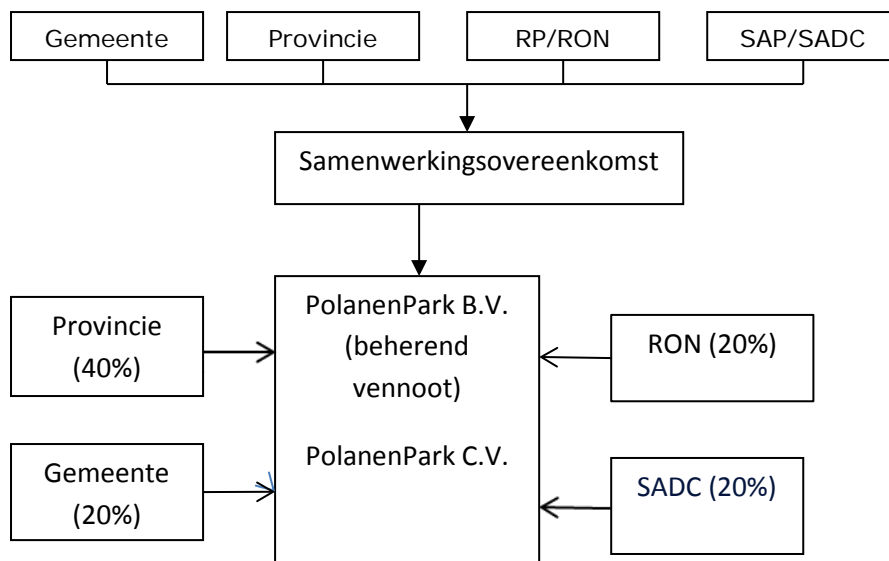 Gemeente
Provincie
RP/RON
SAP/SADC
Samenwerkingsovereenkomst
Provincie
(40%)
PolanenPark B.V.
(beherend
vennoot)
PolanenPark C.V.
RON (20%)
Gemeente
(20%)
SADC (20%)